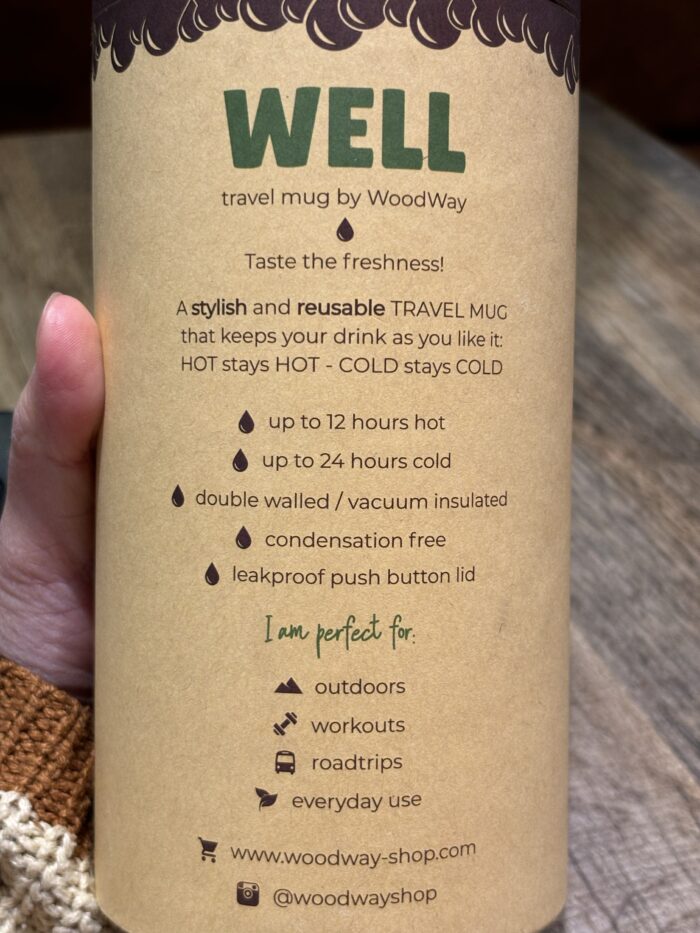 WELL
travel mug by WoodWay
Taste the freshness!
A stylish and reusable TRAVEL MUG
that keeps your drink as you like it:
HOT stays HOT - COLD stays COLD
up to 12 hours hot
up to 24 hours cold
double walled / vacuum insulated
condensation free
leakproof push button lid
I am perfect for:
outdoors
workouts
roadtrips
everyday use
www.woodway-shop.com
@woodwayshop